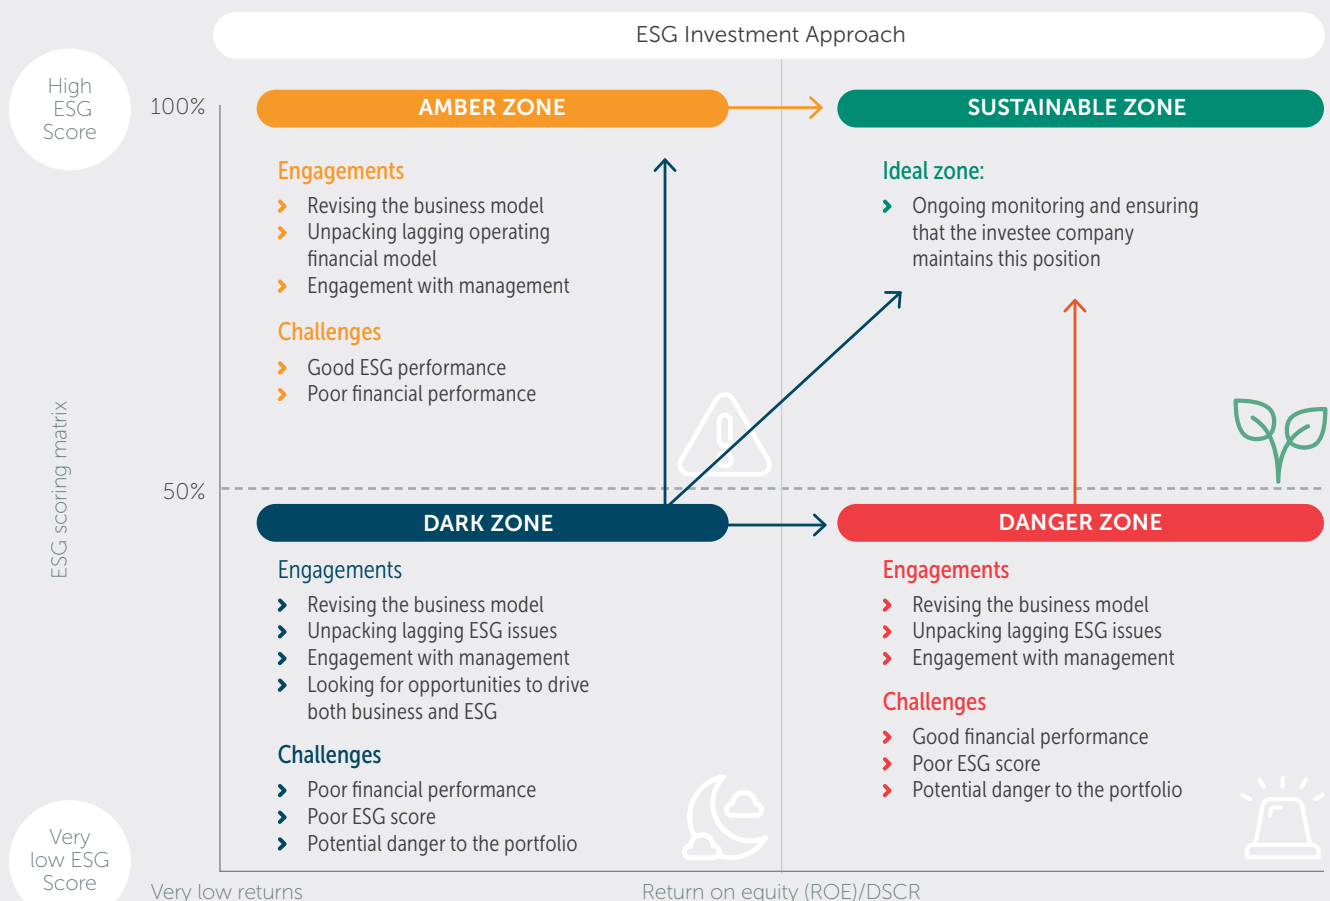 ESG Investment Approach
High
ESG
Score
100%
AMBER ZONE
Engagements
Revising the business model
Unpacking lagging operating
financial model
Engagement with management
Challenges
Good ESG performance
Poor financial performance
SUSTAINABLE ZONE
Ideal zone:
Ongoing monitoring and ensuring
that the investee company
maintains this position
ESG scoring matrix
50%
DARK ZONE
Engagements
Revising the business model
Unpacking lagging ESG issues
Engagement with management
Looking for opportunities to drive
both business and ESG
Challenges
Poor financial performance
Poor ESG score
Potential danger to the portfolio
DANGER ZONE
Engagements
Revising the business model
Unpacking lagging ESG issues
Engagement with management
Challenges
Good financial performance
Poor ESG score
Potential danger to the portfolio
Very
low ESG
Score
Very low returns
Return on equity (ROE)/DSCR